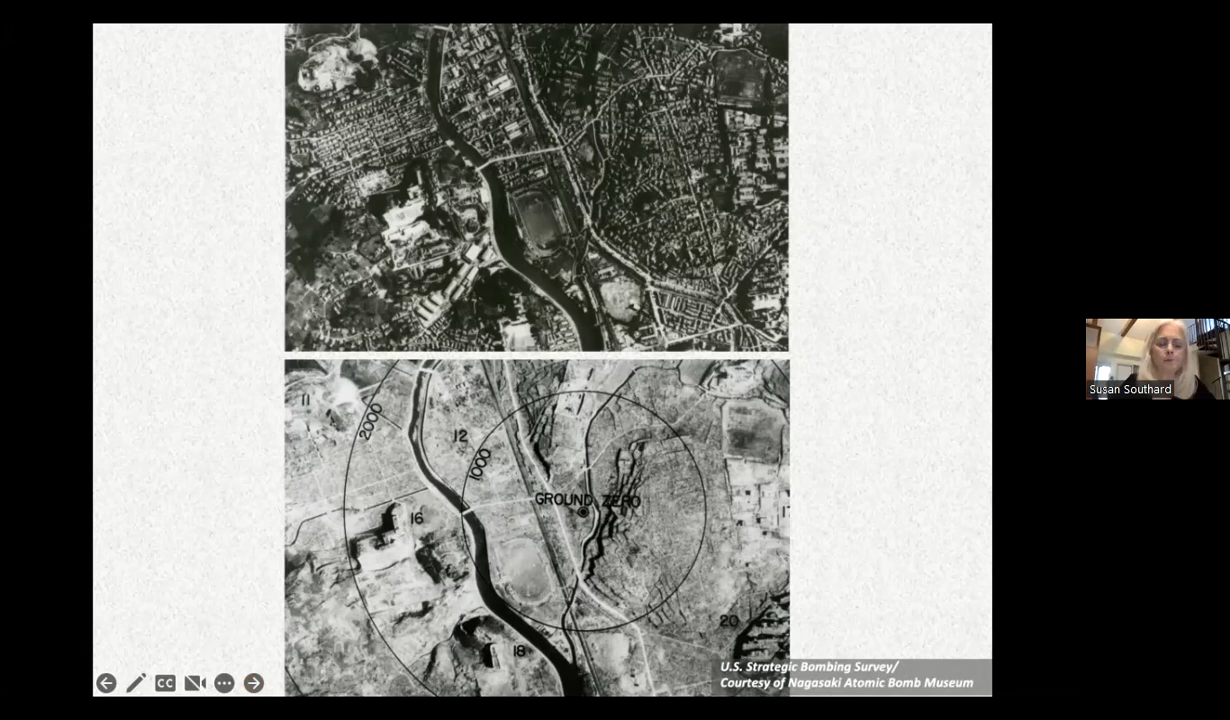 11
2000
12
1000
GROUND ZERO
16
18
20
U.S. Strategic Bombing Survey/
Courtesy of Nagasaki Atomic Bomb Museum
CC
Susan Southard